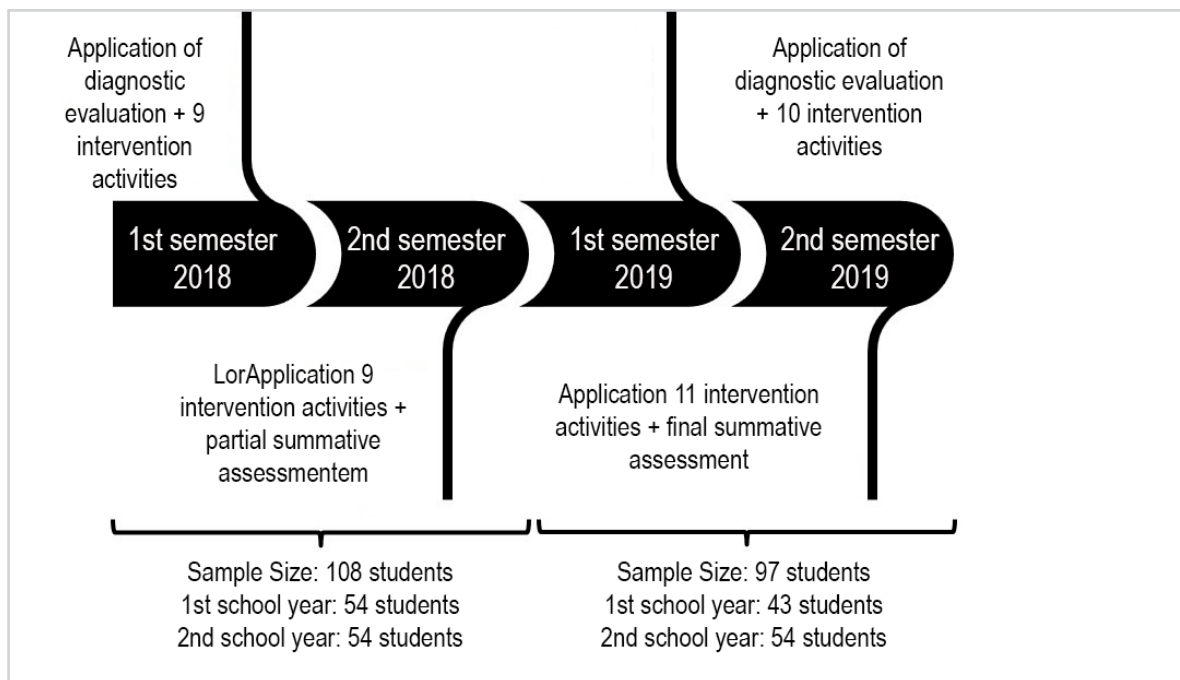 Application of
diagnostic
evaluation + 9
intervention
activities
Application of
diagnostic evaluation
+ 10 intervention
activities
1st semester
2018
2nd semester
2018
1st semester
2019
2nd semester
2019
LorApplication 9
intervention activities +
partial summative
assessmentem
Application 11 intervention
activities + final summative
assessment
Sample Size: 108 students
1st school year: 54 students
2nd school year: 54 students
Sample Size: 97 students
1st school year: 43 students
2nd school year: 54 students